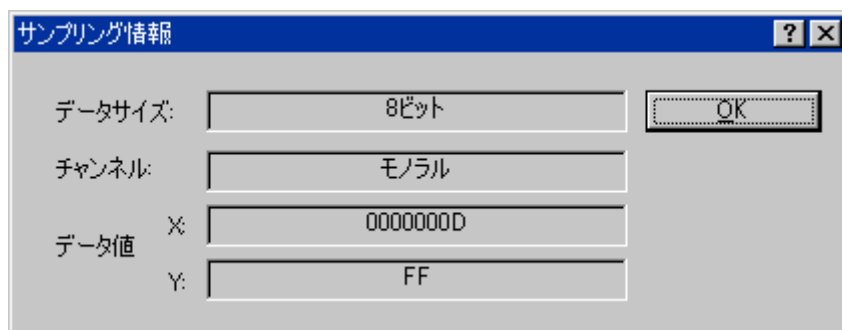 サンプリング情報
データサイズ: 8ビット OK
チャンネル: モノラル
データ値
X: 0000000D
Y: FF